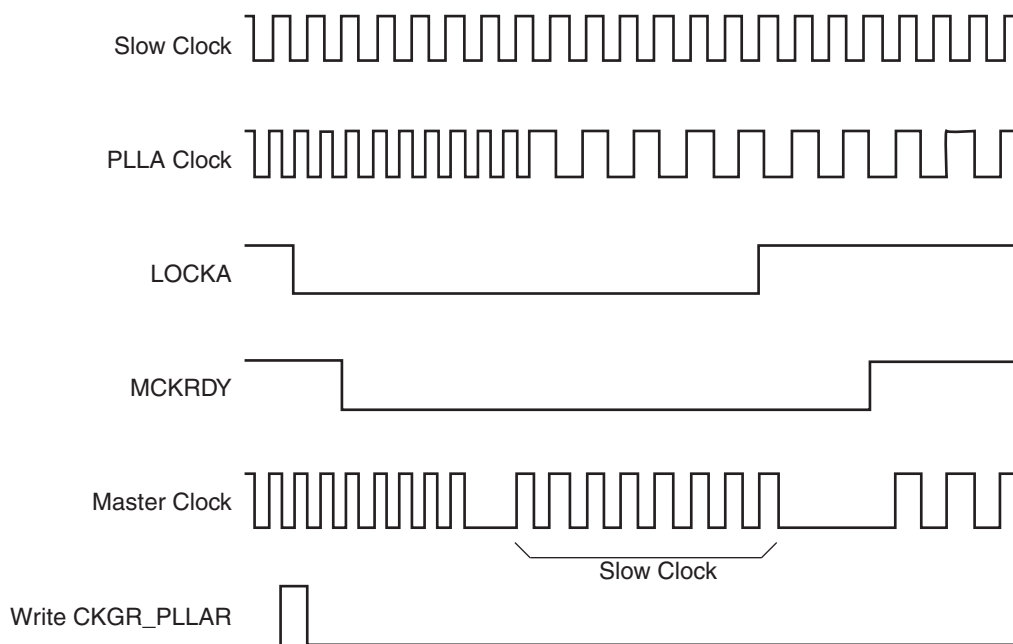 Slow Clock
PLLA Clock
LOCKA
MCKRDY
Master Clock
Slow Clock
Write CKGR_PLLAR